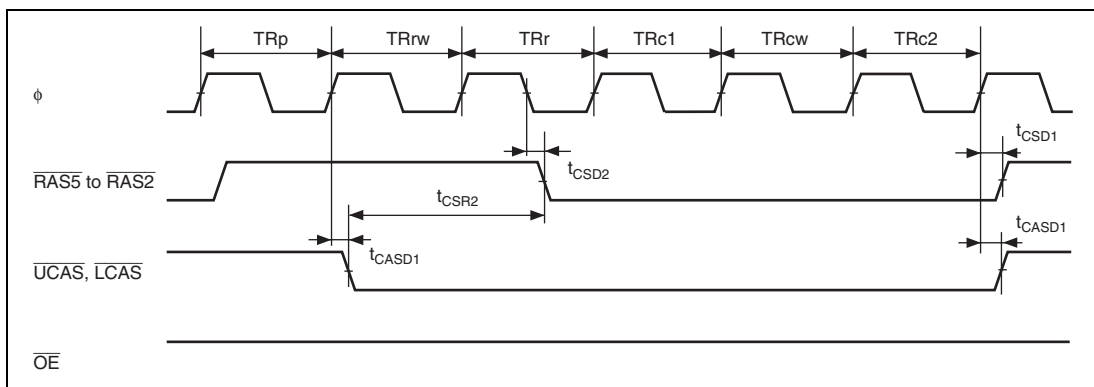 TRp TRrw TRr TRc1 TRcw TRc2
ϕ
tCSD1
RAS5 to RAS2
tCSD2
tCSR2
tCASD1 tCASD1
UCAS, LCAS
OE